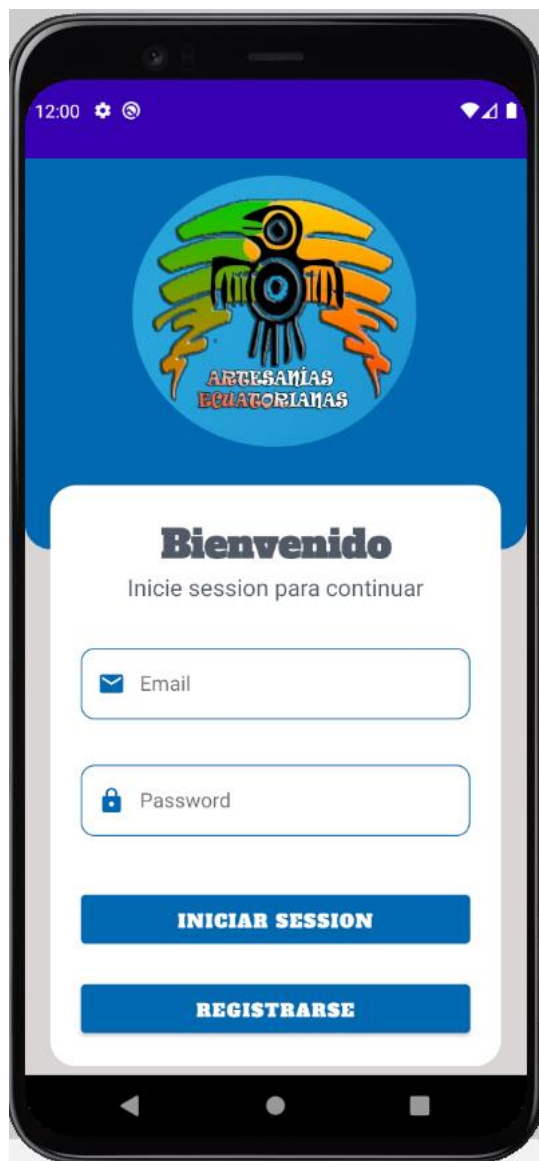 12:00
ARTESANÍAS
ECUATORIANAS
Bienvenido
Inicie session para continuar
Email
Password
INICIAR SESSION
REGISTRARSE